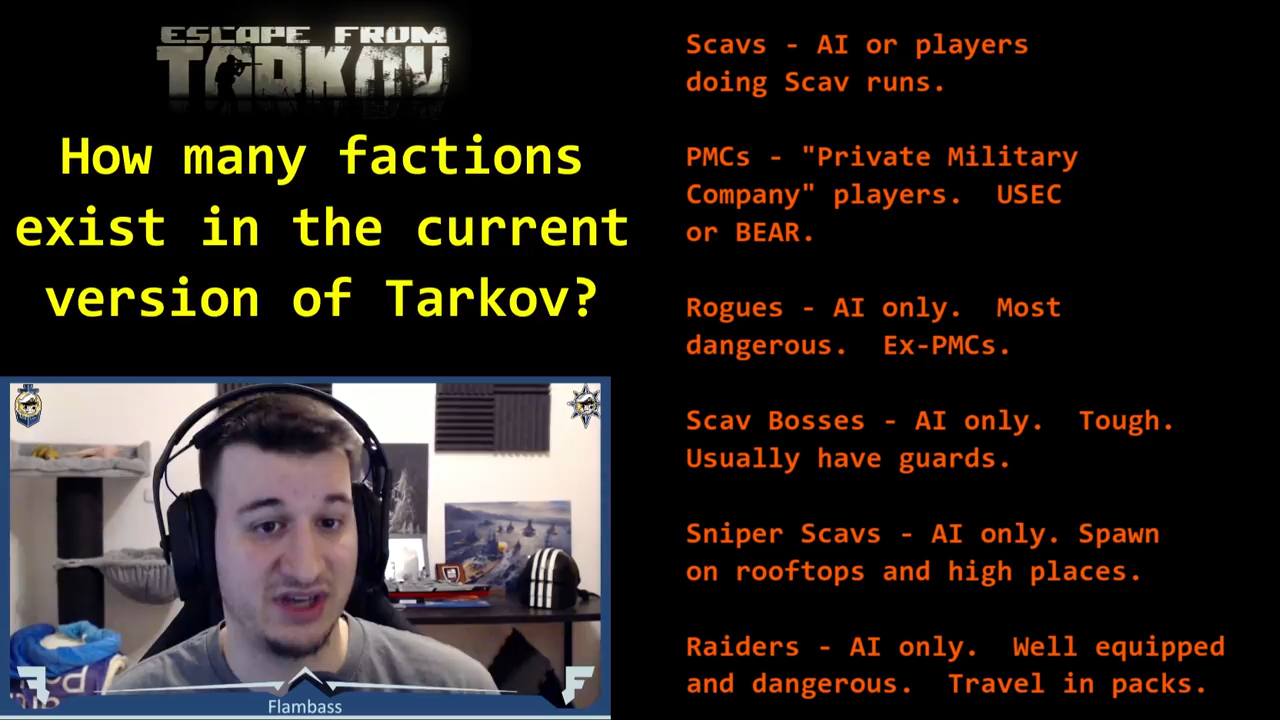 ESCAPE FROM
TARKOV
How many factions
exist in the current
version of Tarkov?
Flambass
Scavs - AI or players
doing Scav runs.
PMCs - "Private Military
Company" players.  USEC
or BEAR.
Rogues - AI only.  Most
dangerous.  Ex-PMCs.
Scav Bosses - AI only.  Tough.
Usually have guards.
Sniper Scavs - AI only. Spawn
on rooftops and high places.
Raiders - AI only.  Well equipped
and dangerous.  Travel in packs.